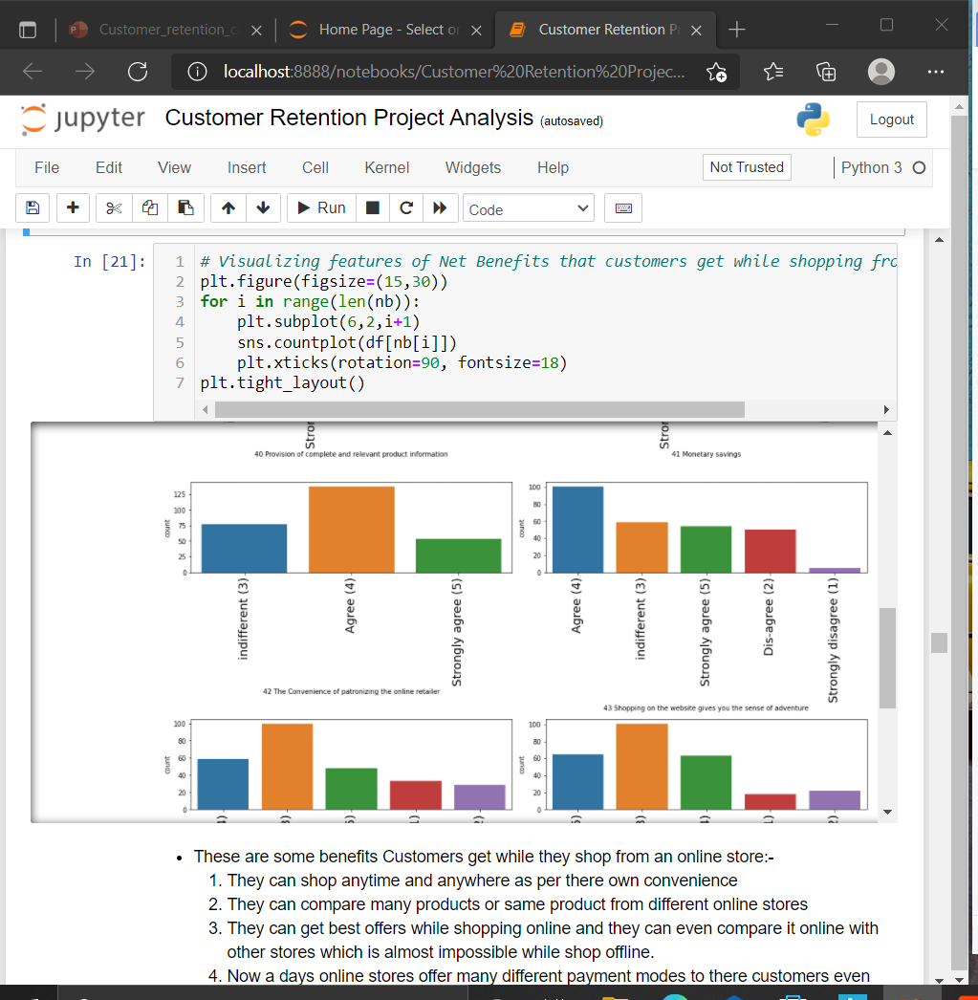 Customer_retention_c
Home Page - Select or
Customer Retention P
localhost:8888/notebooks/Customer%20Retention%20Projec...
jupyter Customer Retention Project Analysis (autosaved)
Logout
File Edit View Insert Cell Kernel Widgets Help
Not Trusted
Python 3
Run
Code
In [21]:
1 # Visualizing features of Net Benefits that customers get while shopping fro
2 plt.figure(figsize=(15,30))
3 for i in range(len(nb)):
4 plt.subplot(6,2,i+1)
5 sns.countplot(df[nb[i]])
6 plt.xticks(rotation=90, fontsize=18)
7 plt.tight_layout()
Stron
Stron
40 Provision of complete and relevant product information
125
100
75
50
25
0
count
indifferent (3)
Agree (4)
Strongly agree (5)
41 Monetary savings
100
80
60
40
20
0
count
Agree (4)
indifferent (3)
Strongly agree (5)
Dis-agree (2)
Strongly disagree (1)
42 The Convenience of patronizing the online retailer
100
80
60
40
20
0
count
43 Shopping on the website gives you the sense of adventure
100
80
60
40
20
0
count
• These are some benefits Customers get while they shop from an online store:-
1. They can shop anytime and anywhere as per there own convenience
2. They can compare many products or same product from different online stores
3. They can get best offers while shopping online and they can even compare it online with
other stores which is almost impossible while shop offline.
4. Now a days online stores offer many different payment modes to there customers even